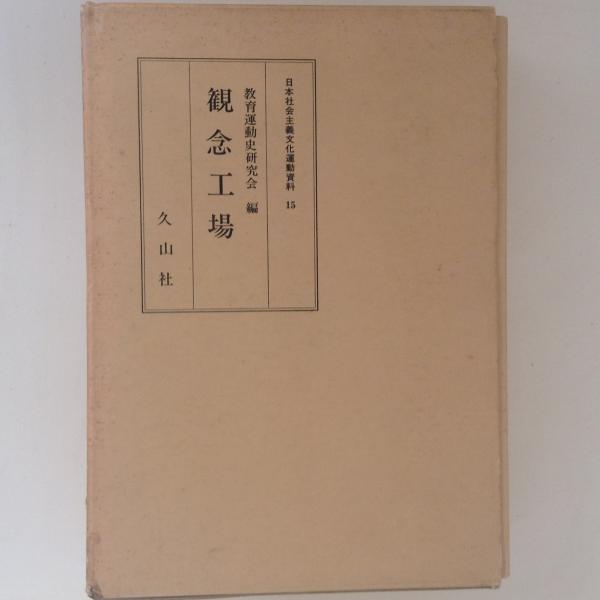 日本社会主義文化運動資料 15
教育運動史研究会 編
観念工場
久山社